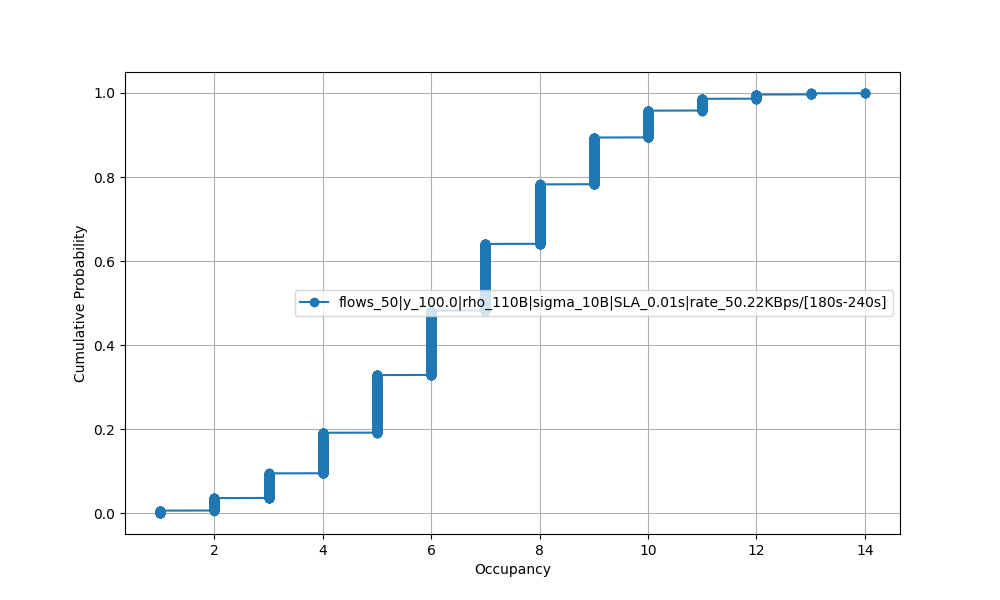 1.0
0.8
0.6
0.4
0.2
0.0
Cumulative Probability
flows_50|y_100.0|rho_110B|sigma_10B|SLA_0.01s|rate_50.22KBps/[180s-240s]
2 4 6 8 10 12 14
Occupancy